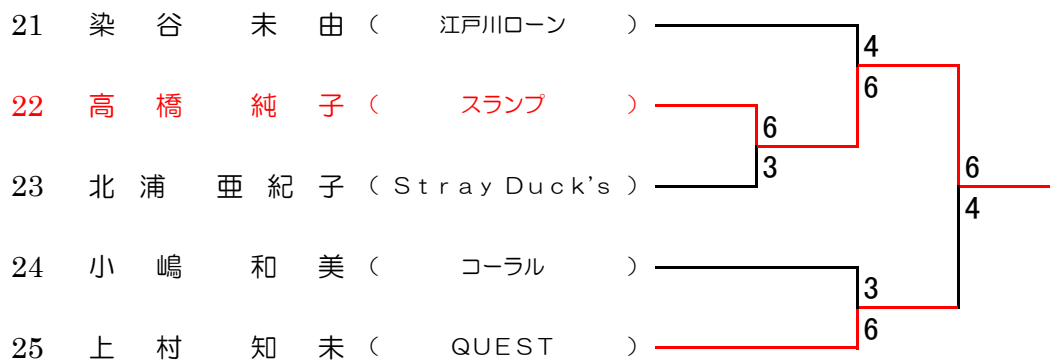 21 染谷 未由 ( 江戸川ローン )
4
22 高橋 純子 ( スランプ )
6
6
3
23 北浦 亜紀子 ( Stray Duck's )
6
4
24 小嶋 和美 ( コーラル )
3
6
25 上村 知未 ( QUEST )